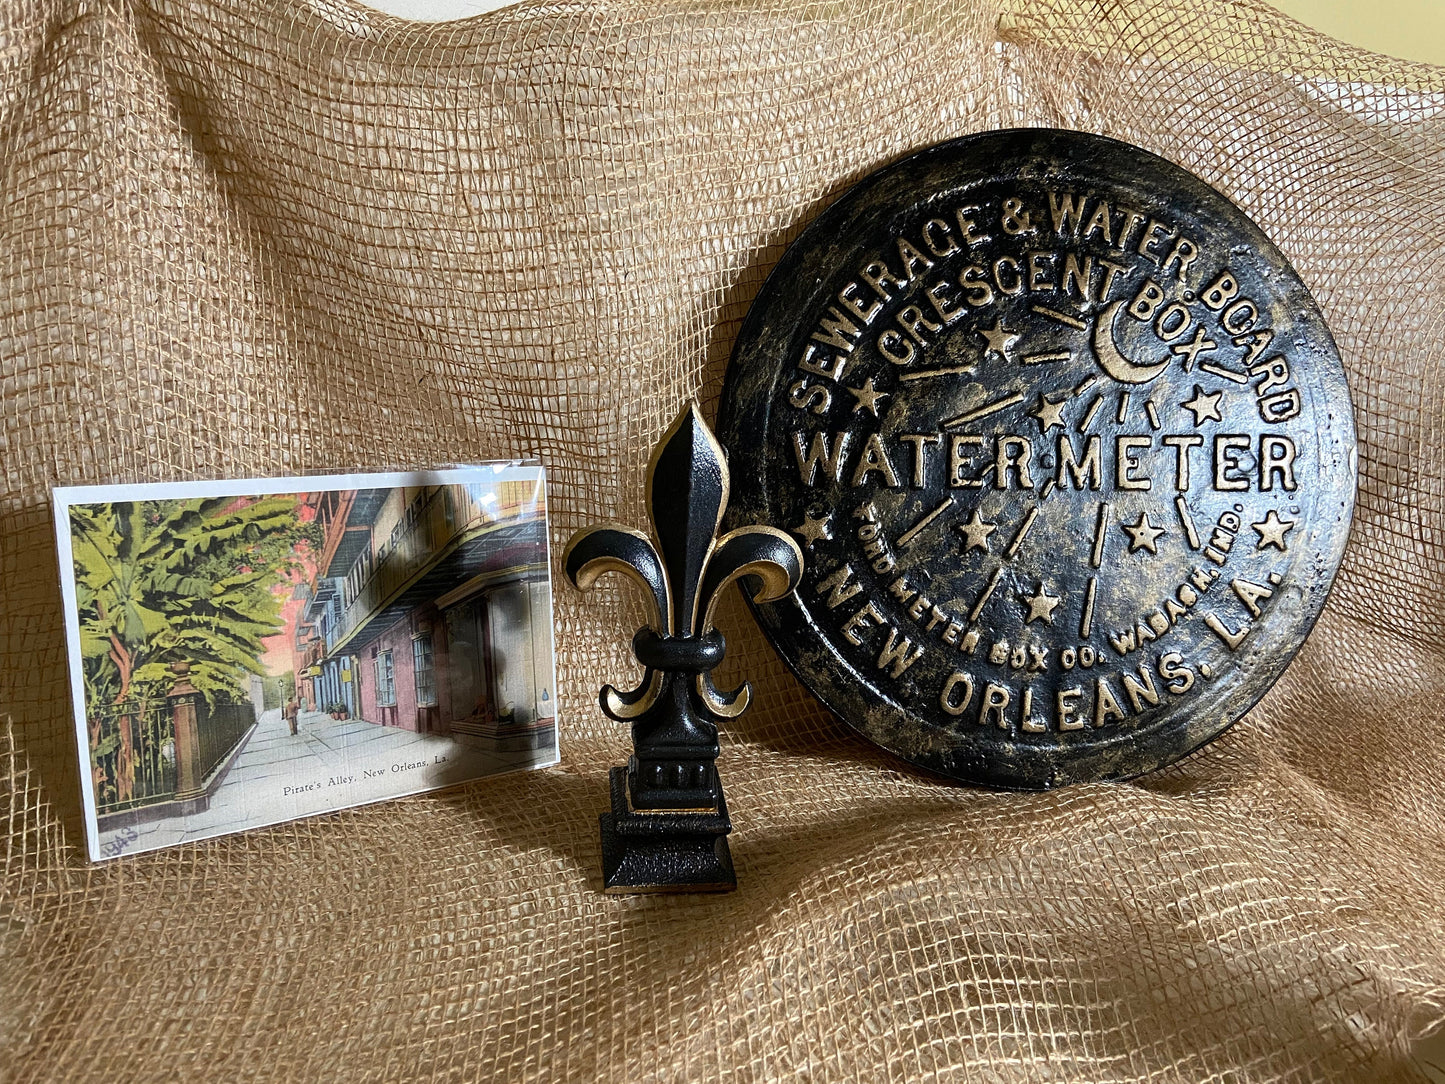 Pirate's Alley, New Orleans, La.
SEWERAGE & WATER BOARD
CRESCENT BOX
WATER METER
FORD METER BOX CO. WABASH, IND.
NEW ORLEANS, LA.